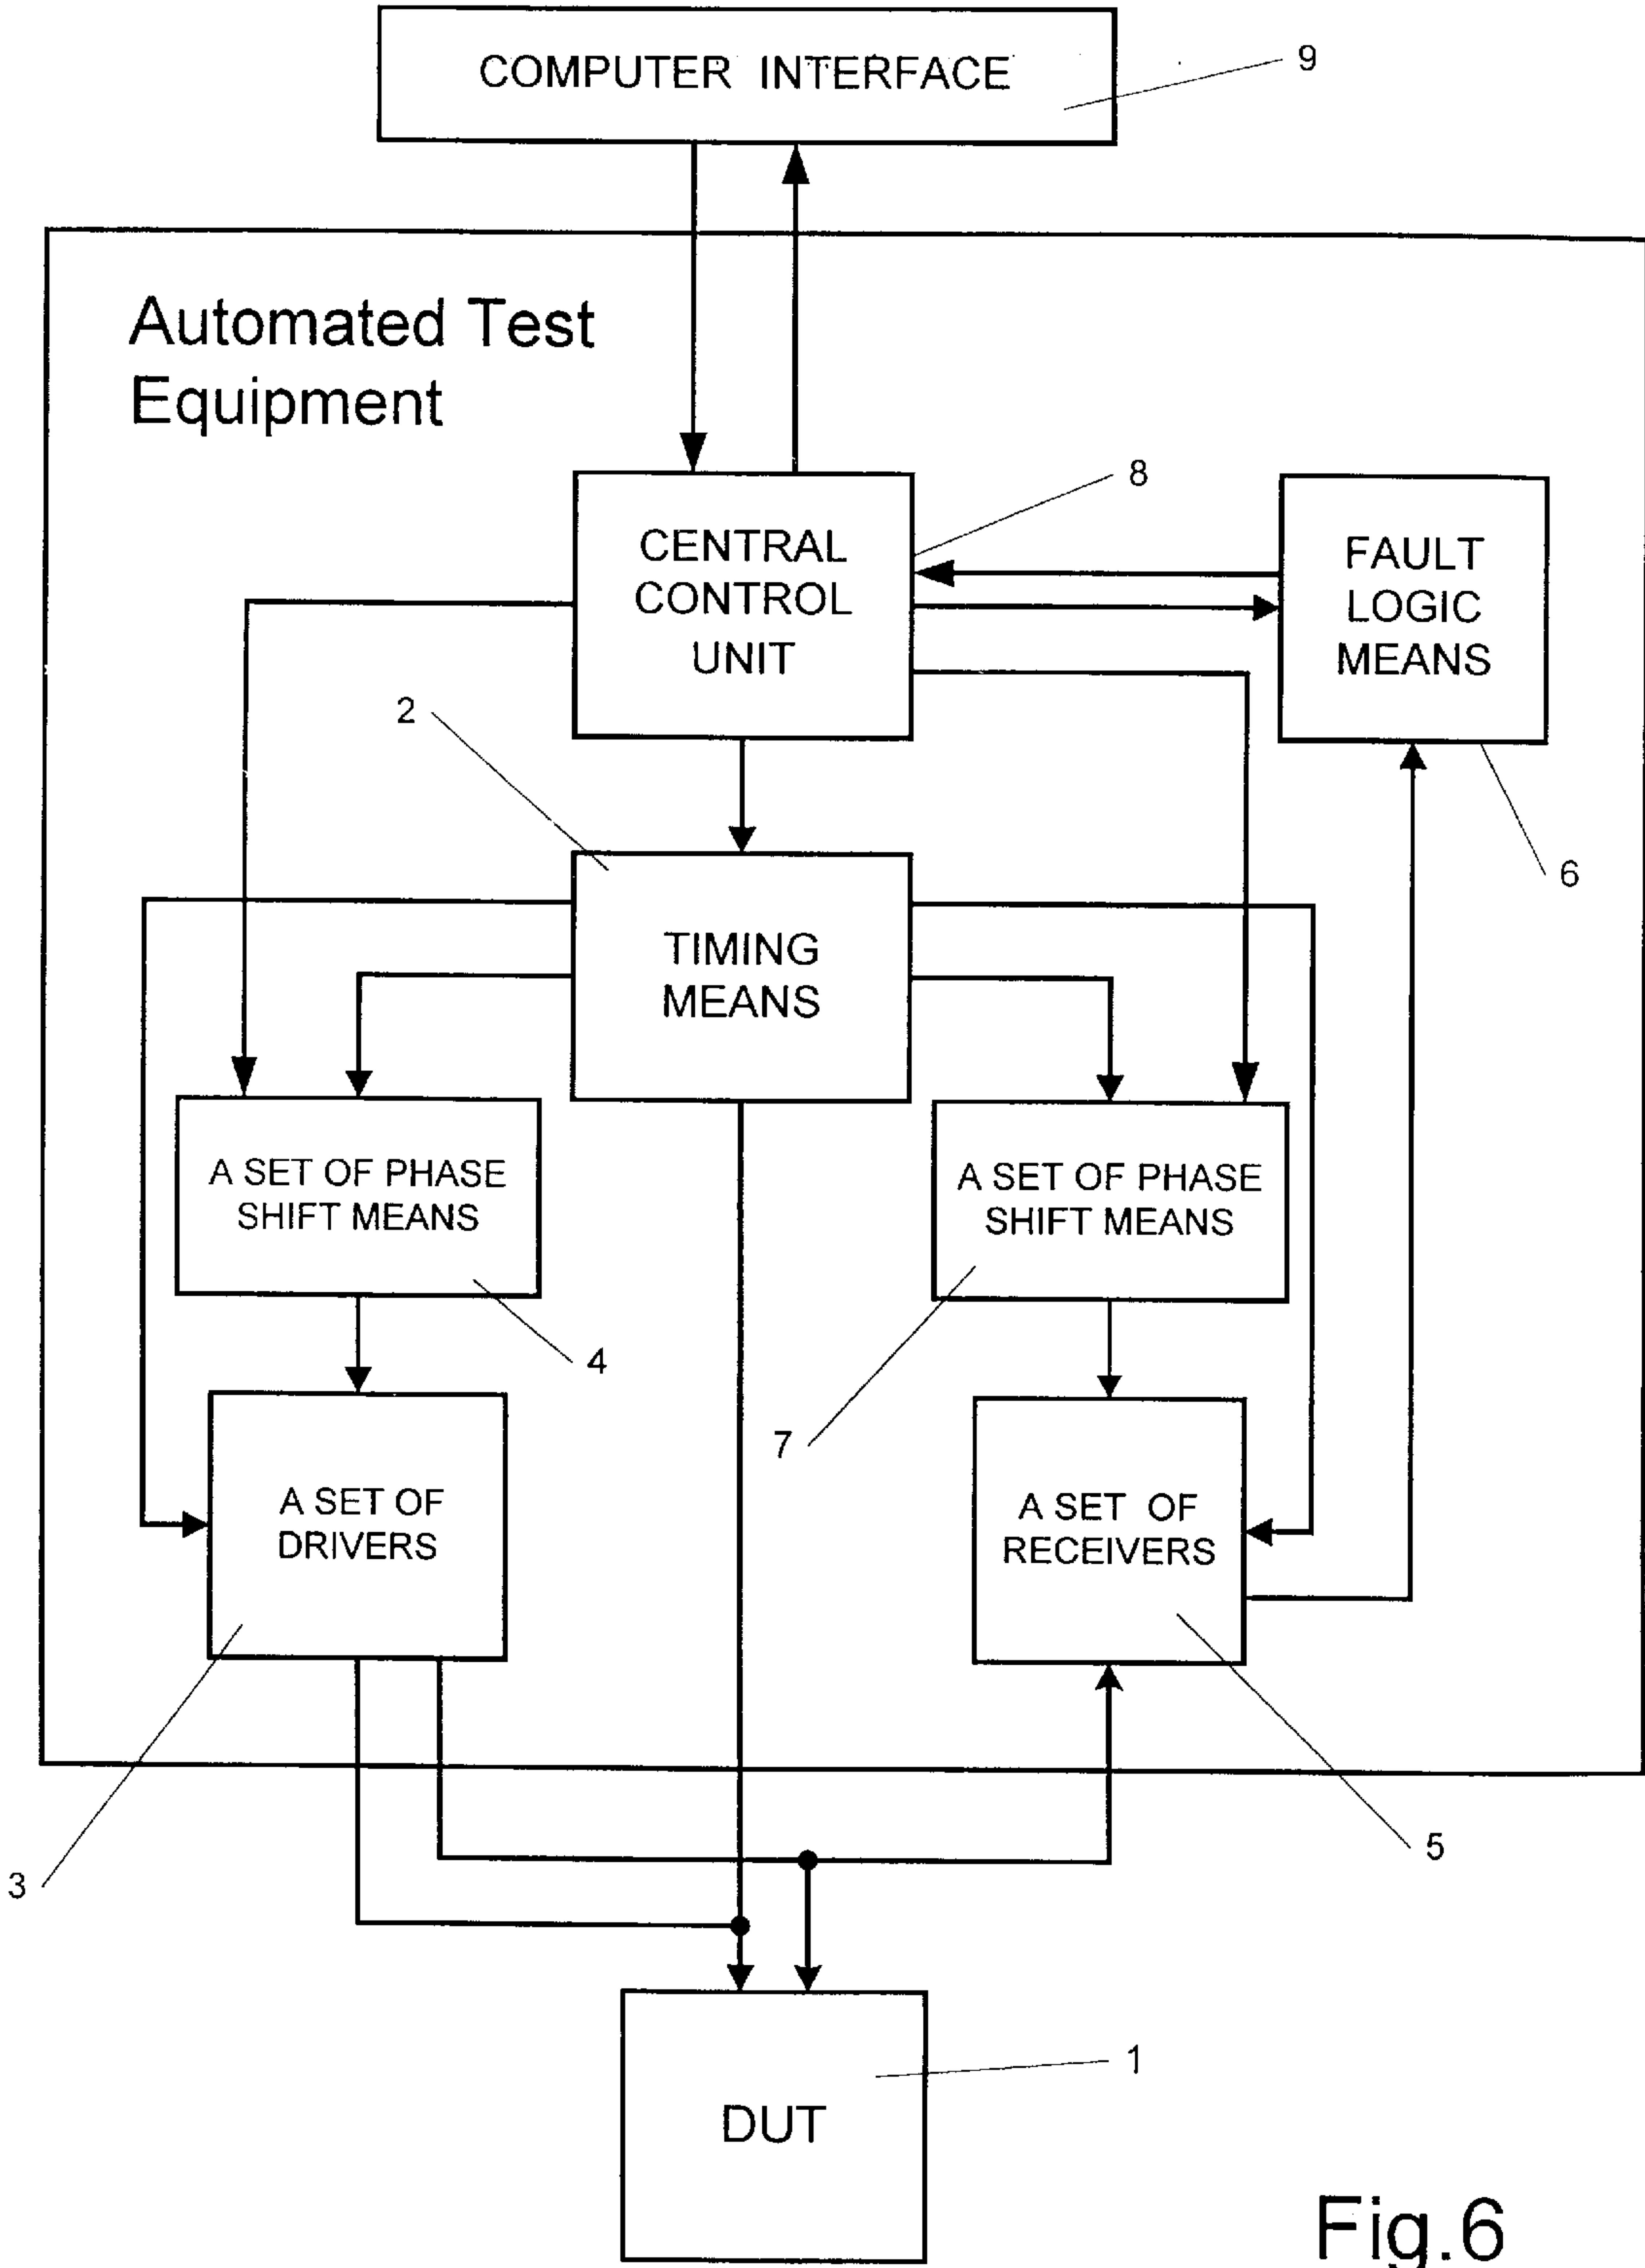 COMPUTER INTERFACE
9
Automated Test
Equipment
8
CENTRAL
CONTROL
UNIT
FAULT
LOGIC
MEANS
2
6
TIMING
MEANS
A SET OF PHASE
SHIFT MEANS
A SET OF PHASE
SHIFT MEANS
4
7
A SET OF
DRIVERS
A SET OF
RECEIVERS
3
5
1
DUT
Fig.6